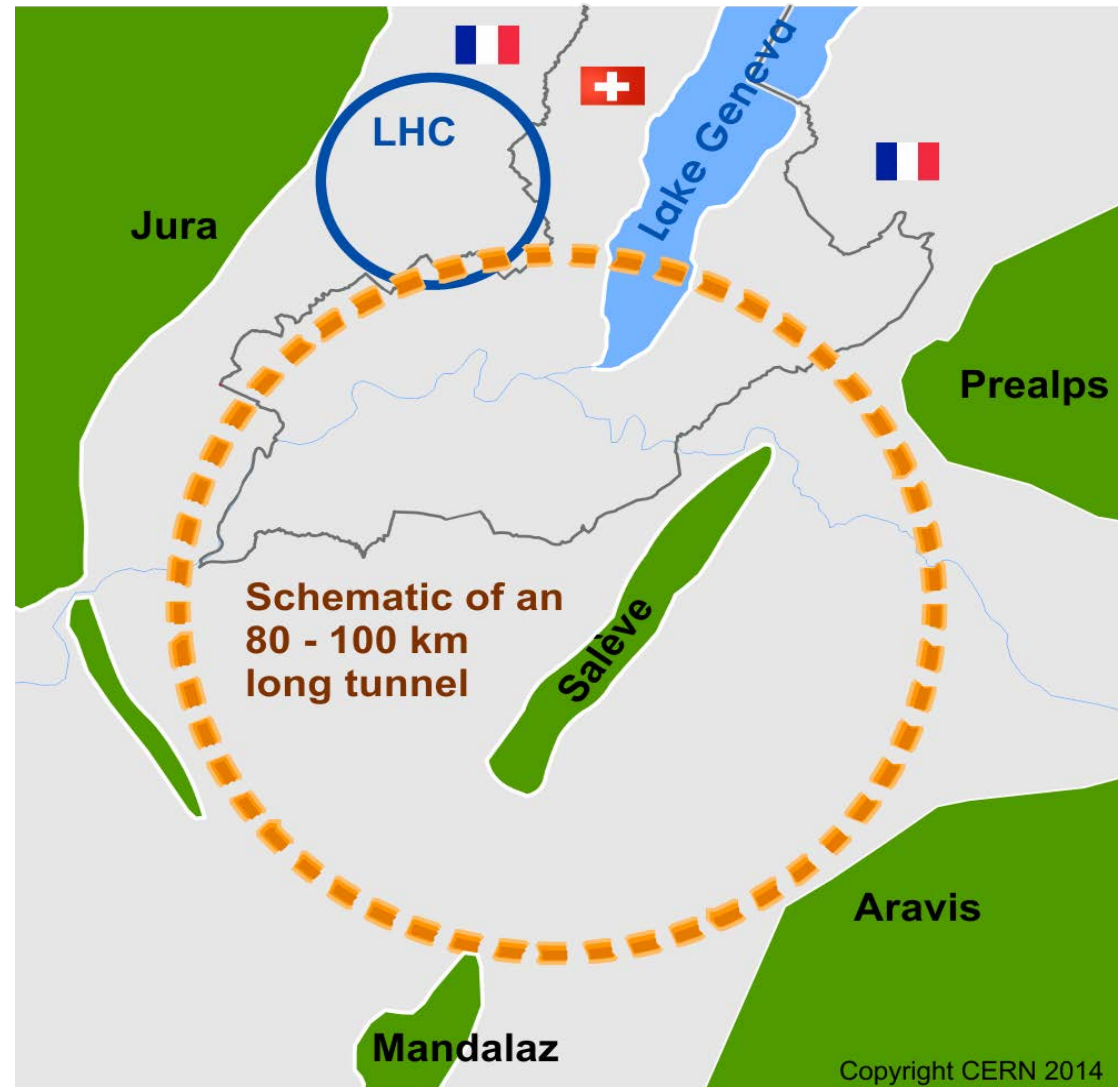 LHC
Lake Geneva
Jura
Prealps
Schematic of an
80 - 100 km
long tunnel
Salève
Aravis
Mandalaz
Copyright CERN 2014